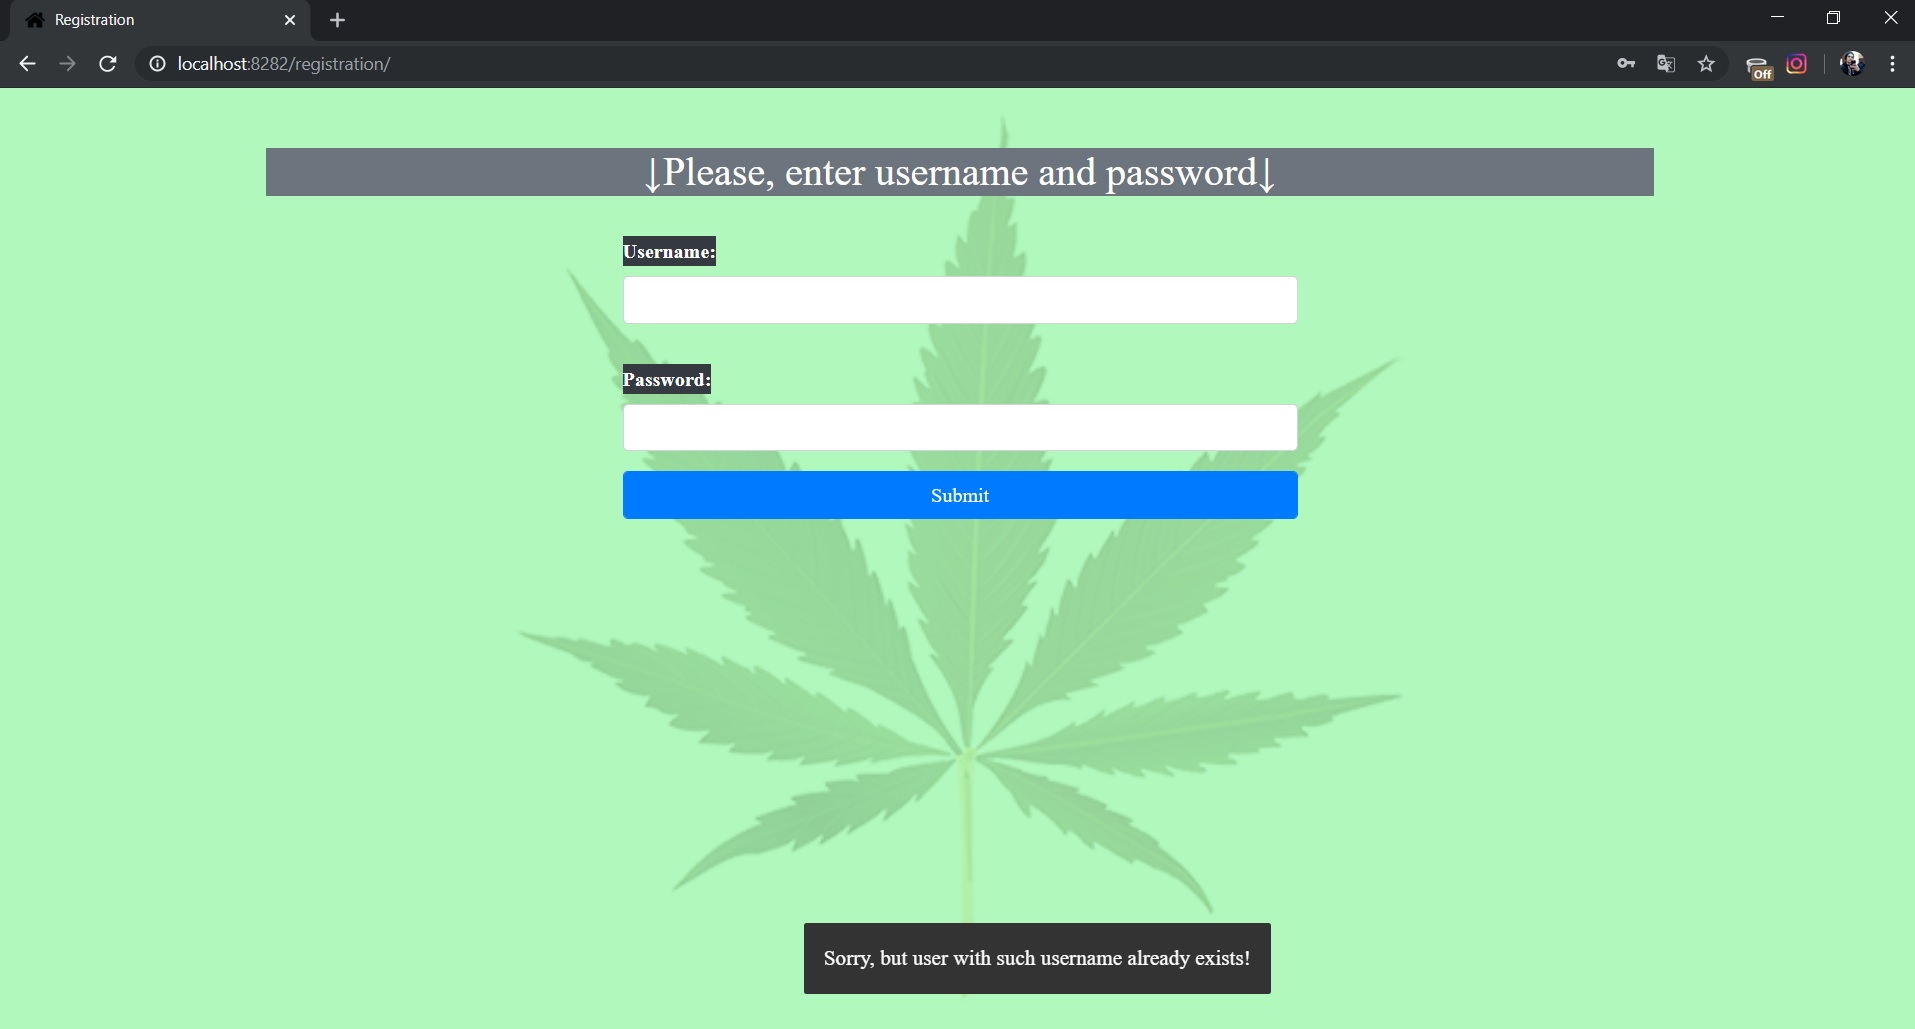 Registration
localhost:8282/registration/
Off
↓Please, enter username and password↓
Username:
Password:
Submit
Sorry, but user with such username already exists!